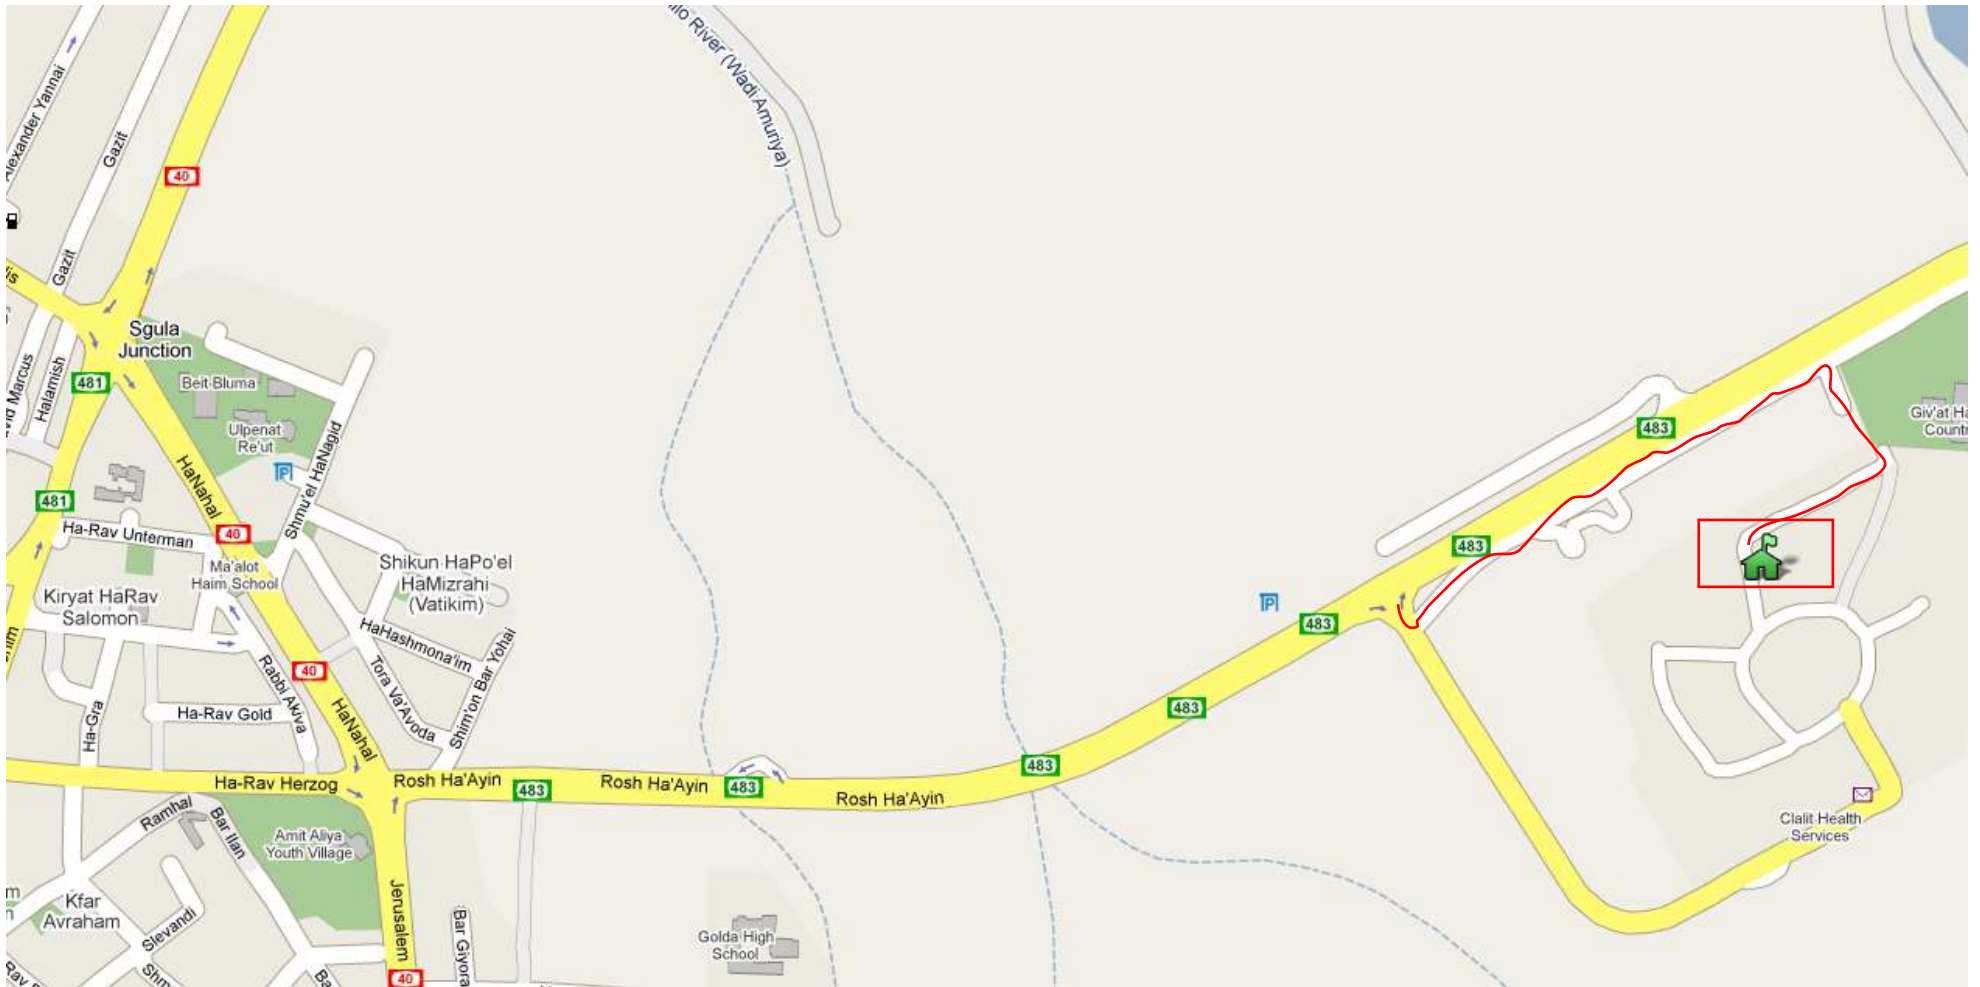 Alexander Yannai
Gazit
40
River (Wadi Amuriya)
Gazit
Sgula
Junction
481
Marcus
Halamish
Beit Bluma
Ulpenat
Re'ut
HaNahal
Shmu'el HaNagid
P
481
Ha-Rav Unterman
40
Ma'alot
Haim School
Shikun HaPo'el
HaMizrahi
(Vatikim)
Kiryat HaRav
Salomon
HaHashmona'im
40
Rabbi Akiva
Tora Va'Avoda
Shim'on Bar Yohai
Ha-Gra
Ha-Rav Gold
HaNahal
Ha-Rav Herzog
Rosh Ha'Ayin
483
Rosh Ha'Ayin
483
Rosh Ha'Ayin
483
483
P
483
483
483
Giv'at
Clalit Health
Services
Ramhal
Bar Ilan
Amit Aliya
Youth Village
Jerusalem
40
Kfar
Avraham
Slevandi
Bar Giyora
Golda High
School